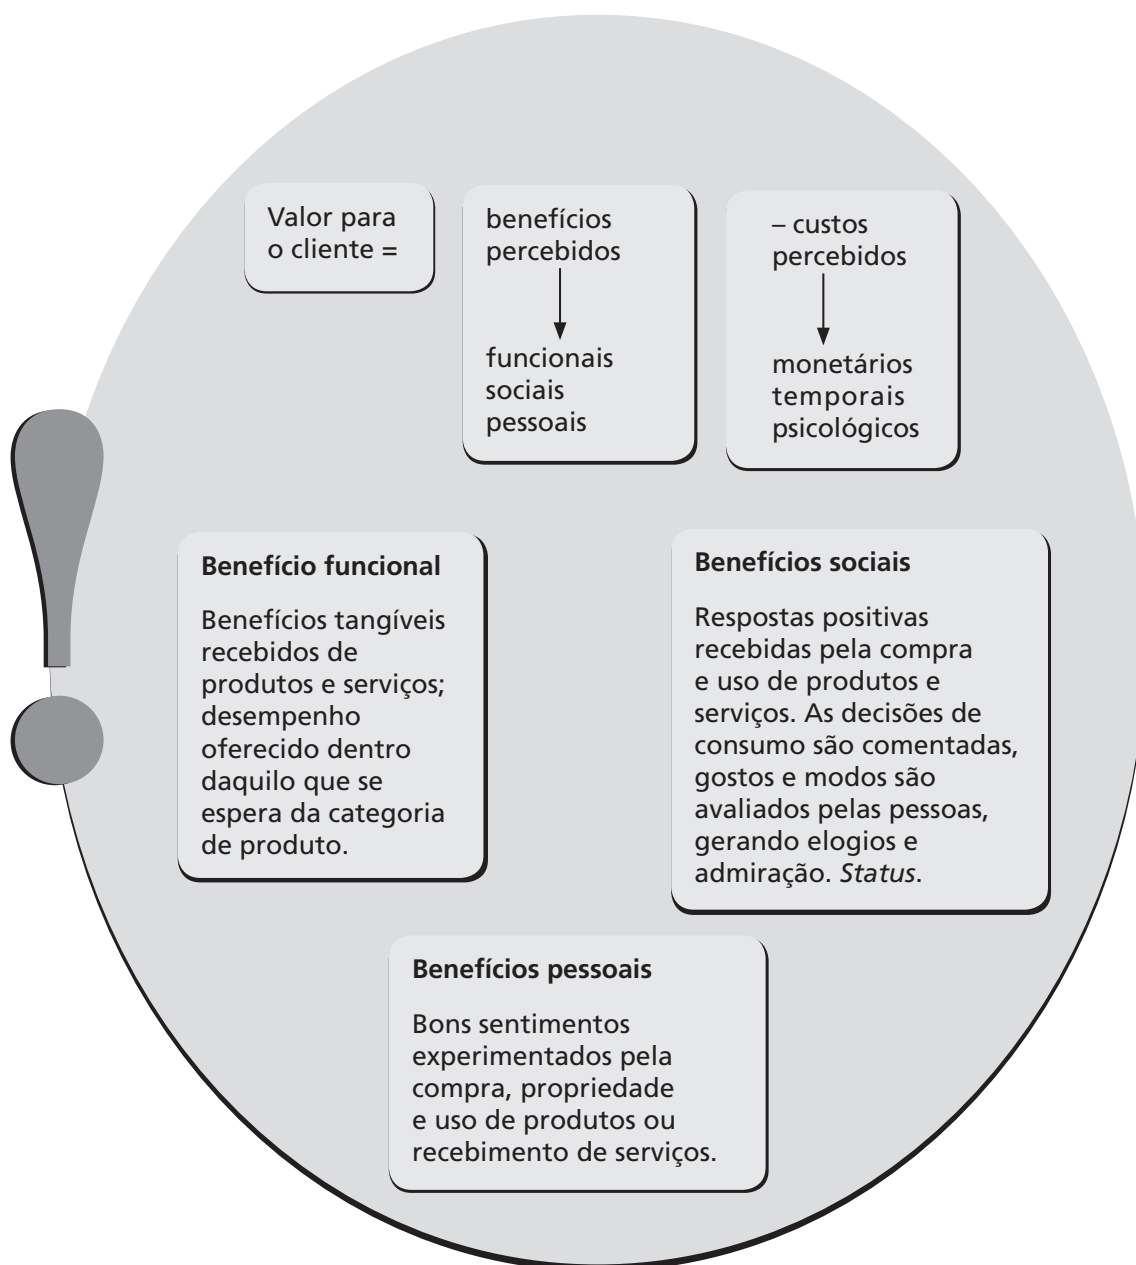 Valor para
o cliente =
benefícios
percebidos
funcionais
sociais
pessoais
– custos
percebidos
monetários
temporais
psicológicos
Benefício funcional
Benefícios tangíveis
recebidos de
produtos e serviços;
desempenho
oferecido dentro
daquilo que se
espera da categoria
de produto.
Benefícios sociais
Respostas positivas
recebidas pela compra
e uso de produtos e
serviços. As decisões de
consumo são comentadas,
gostos e modos são
avaliados pelas pessoas,
gerando elogios e
admiração. Status.
Benefícios pessoais
Bons sentimentos
experimentados pela
compra, propriedade
e uso de produtos ou
recebimento de serviços.